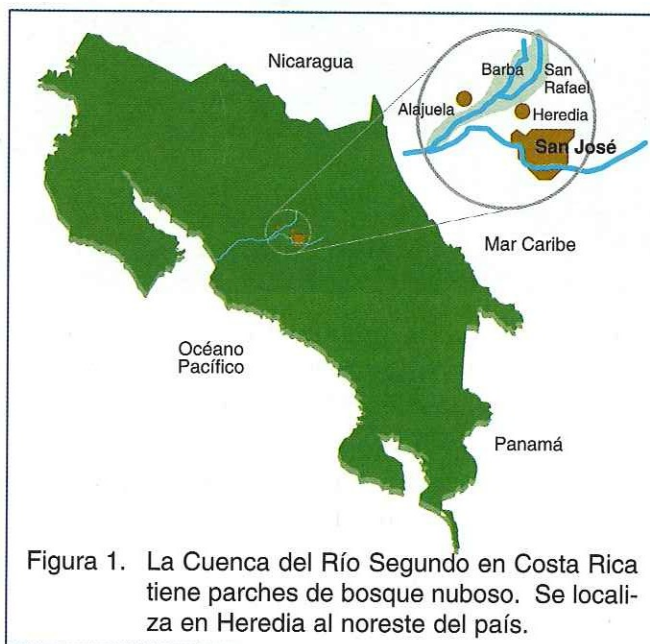 Nicaragua
Barba
San
Rafael
Alajuela
Heredia
San José
Mar Caribe
Océano
Pacífico
Panamá
Figura 1. La Cuenca del Río Segundo en Costa Rica
tiene parches de bosque nuboso. Se locali-
za en Heredia al noreste del país.